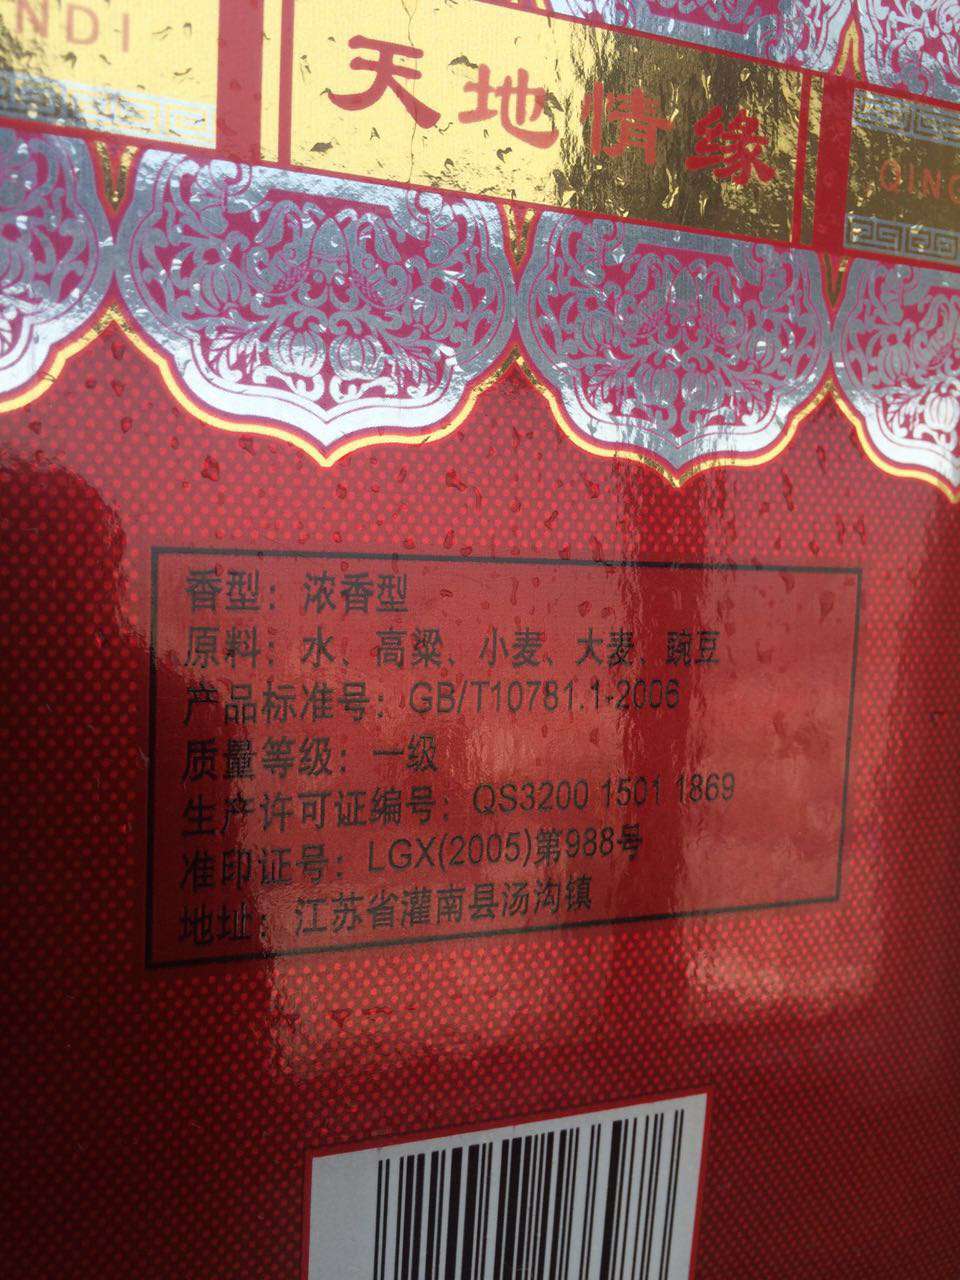 NDI
天地情缘
QING
香型：浓香型
原料：水、高粱、小麦、大麦、豌豆
产品标准号：GB/T10781.1-2006
质量等级：一级
生产许可证编号：QS3200 1501 1869
准印证号：LGX(2005)第988号
地址：江苏省灌南县汤沟镇